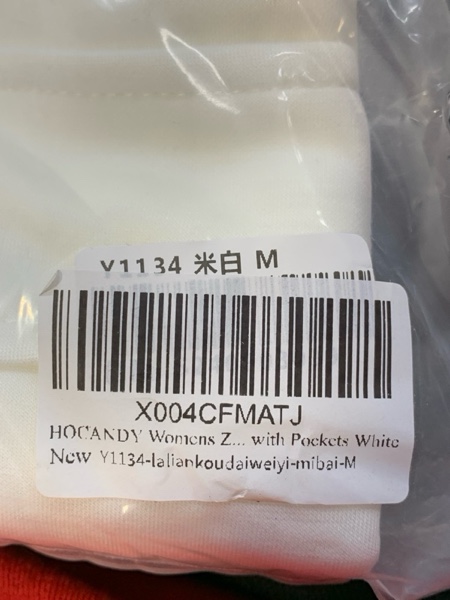 Y1134 米白 M
X004CFMATJ
HOCANDY Womens Z... with Pockets White
New Y1134-laliankoudaiweiyi-mibai-M